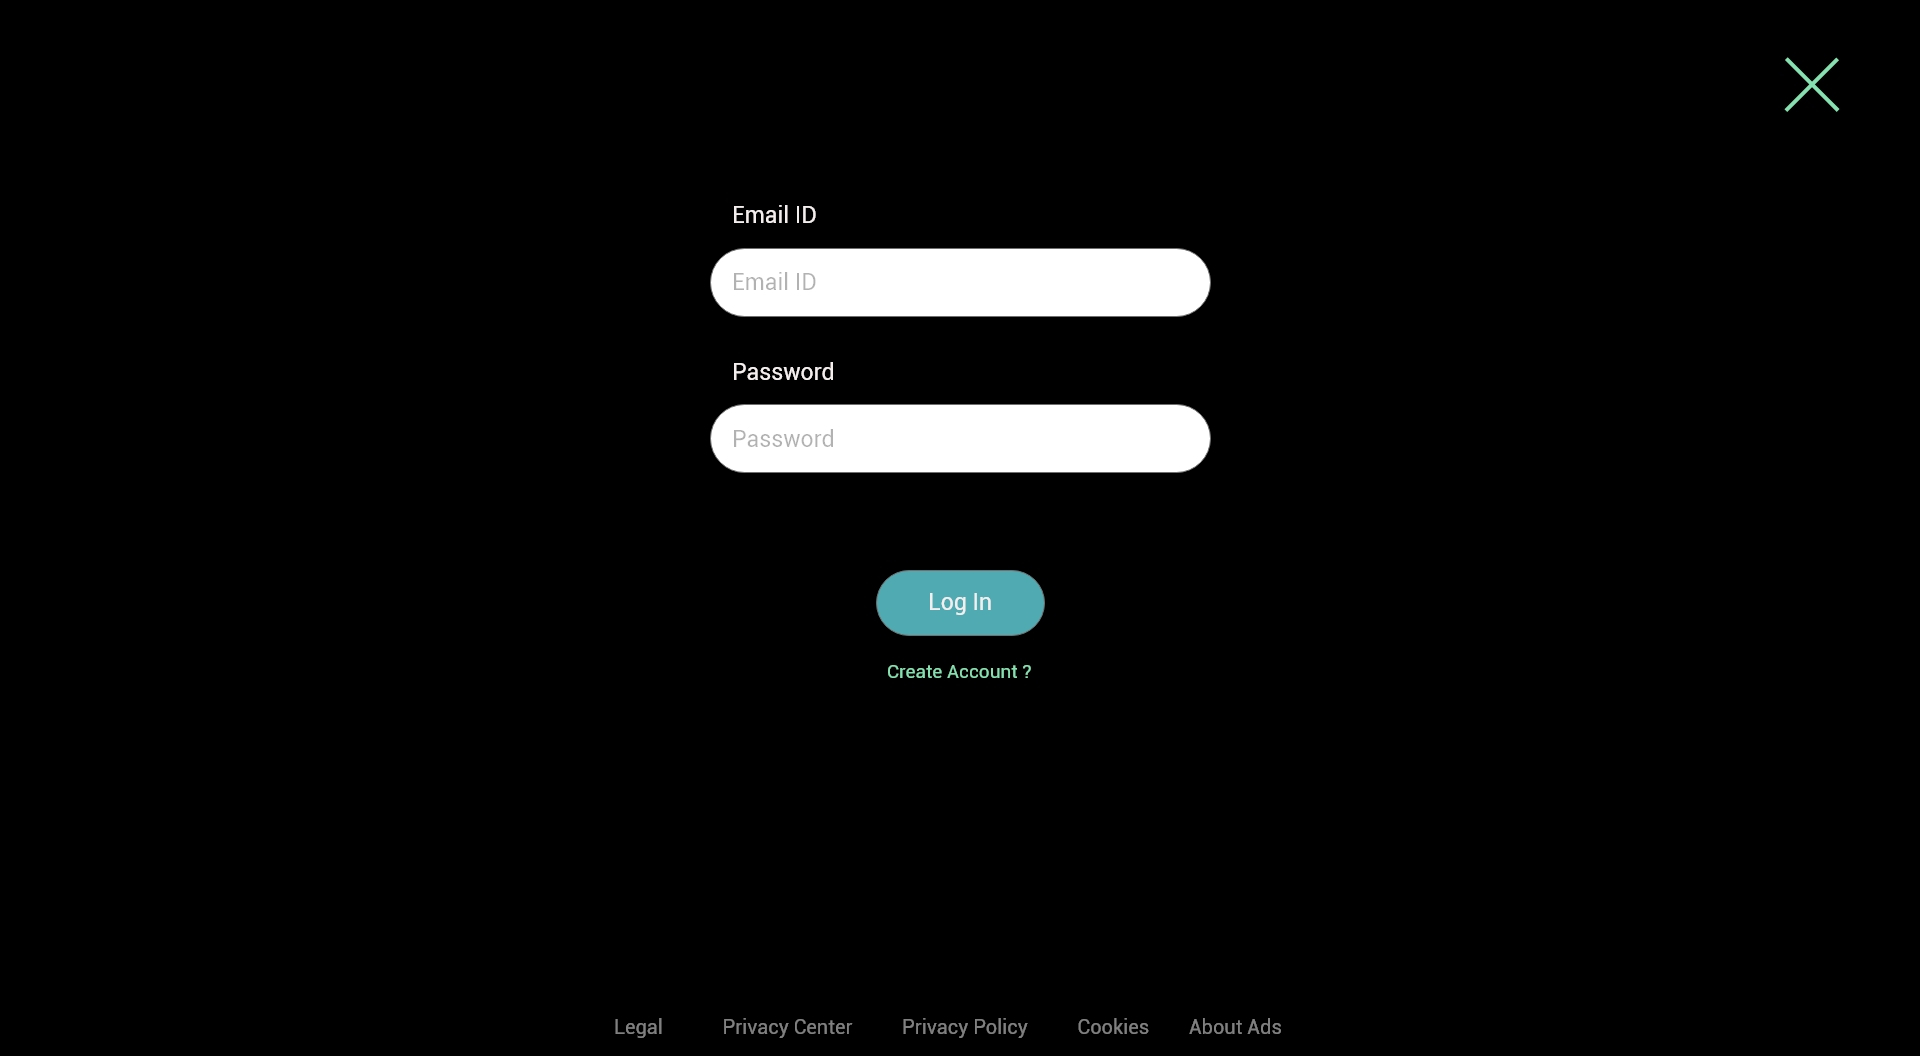 Email ID
Email ID
Password
Password
Log In
Create Account ?
Legal Privacy Center Privacy Policy Cookies About Ads